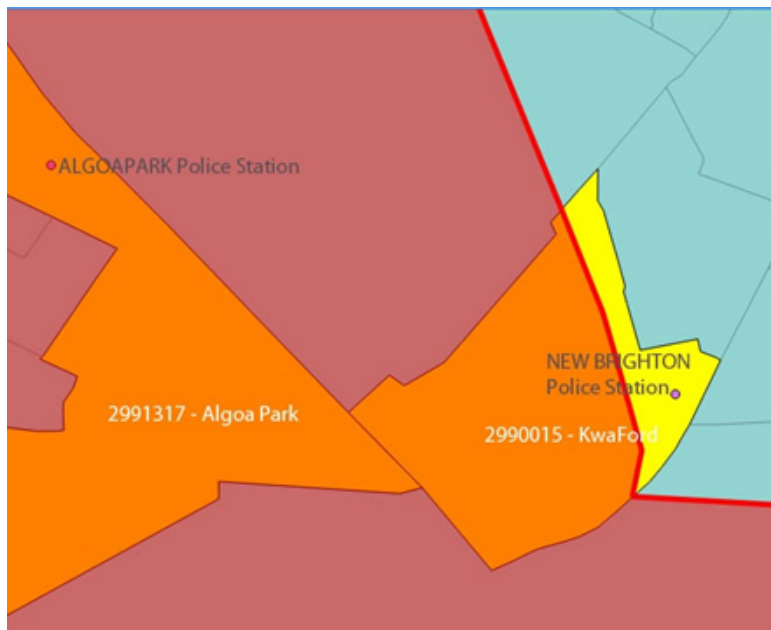 ALGOAPARK Police Station
NEW BRIGHTON
Police Station
2991317 - Algoa Park
2990015 - KwaFord